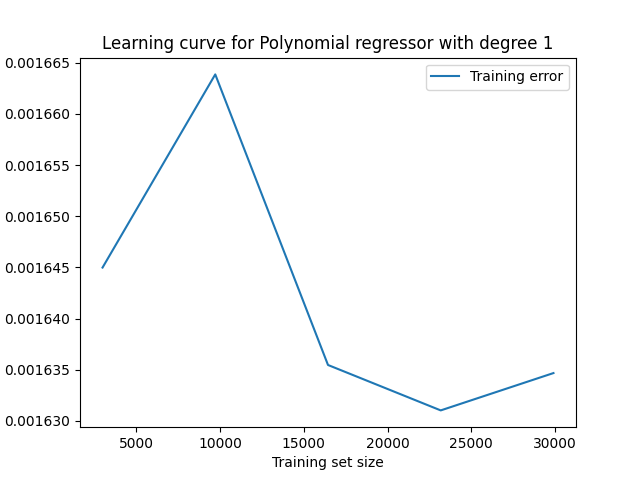 Learning curve for Polynomial regressor with degree 1
Training error
0.001665
0.001660
0.001655
0.001650
0.001645
0.001640
0.001635
0.001630
5000 10000 15000 20000 25000 30000
Training set size